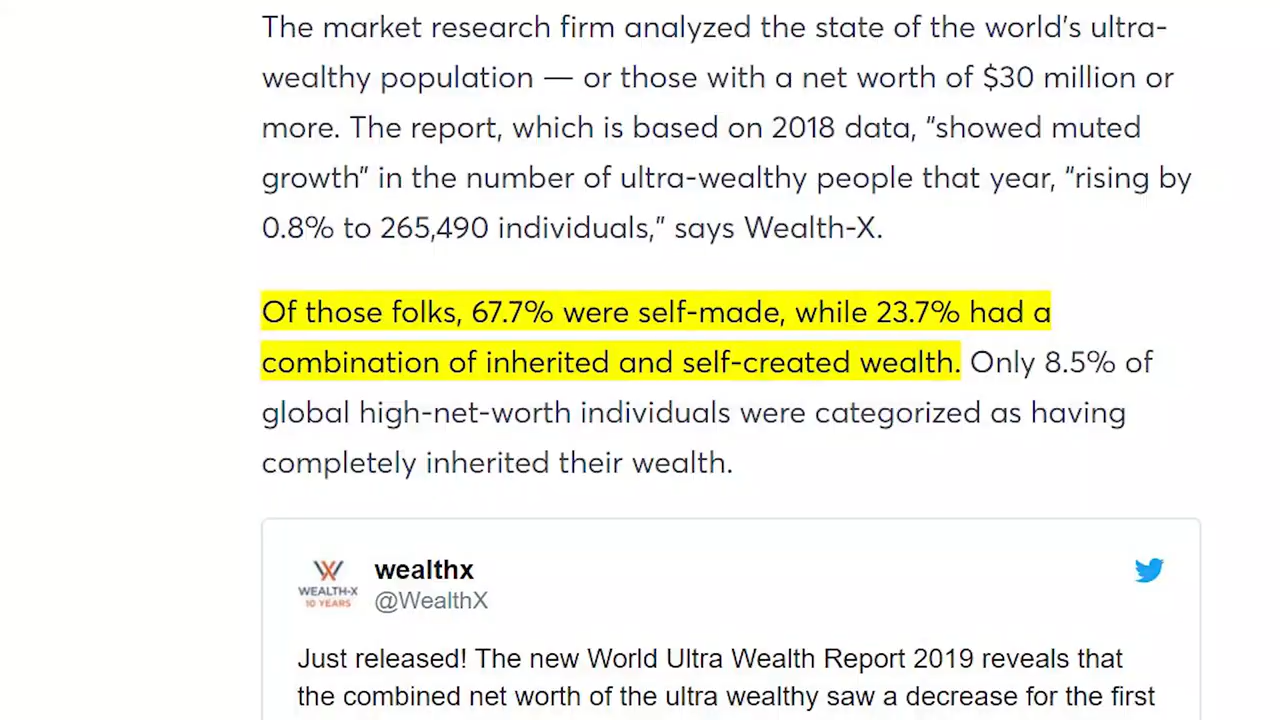 The market research firm analyzed the state of the world's ultra-
wealthy population — or those with a net worth of $30 million or
more. The report, which is based on 2018 data, "showed muted
growth" in the number of ultra-wealthy people that year, "rising by
0.8% to 265,490 individuals," says Wealth-X.
Of those folks, 67.7% were self-made, while 23.7% had a
combination of inherited and self-created wealth. Only 8.5% of
global high-net-worth individuals were categorized as having
completely inherited their wealth.
wealthx
WEALTH-X
10 YEARS
@WealthX
Just released! The new World Ultra Wealth Report 2019 reveals that
the combined net worth of the ultra wealthy saw a decrease for the first